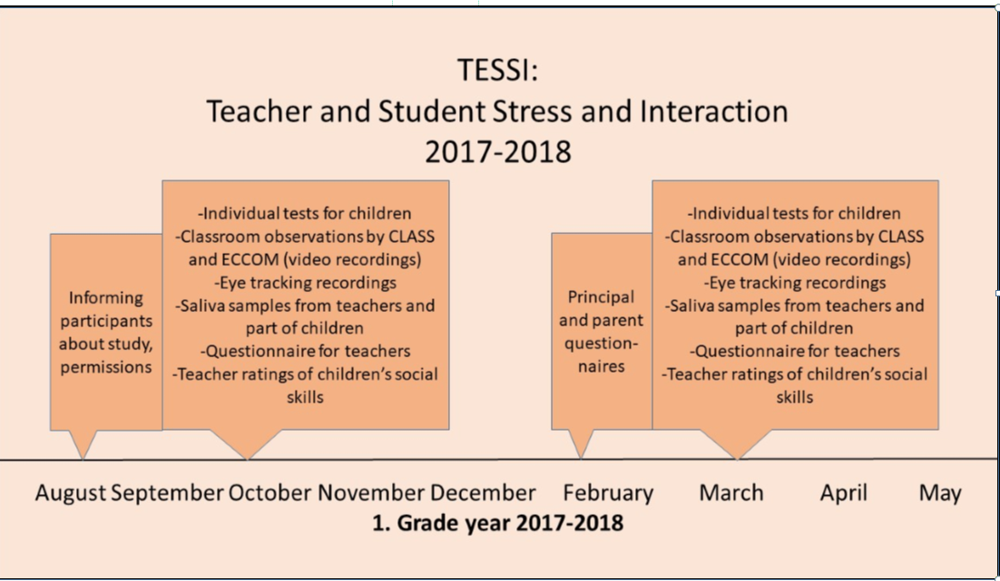 TESSI:
Teacher and Student Stress and Interaction
2017-2018
Informing
participants
about study,
permissions
-Individual tests for children
-Classroom observations by CLASS
and ECCOM (video recordings)
-Eye tracking recordings
-Saliva samples from teachers and
part of children
-Questionnaire for teachers
-Teacher ratings of children’s social
skills
Principal
and parent
question-
naires
-Individual tests for children
-Classroom observations by CLASS
and ECCOM (video recordings)
-Eye tracking recordings
-Saliva samples from teachers and
part of children
-Questionnaire for teachers
-Teacher ratings of children’s social
skills
August September October November December February March April May
1. Grade year 2017-2018